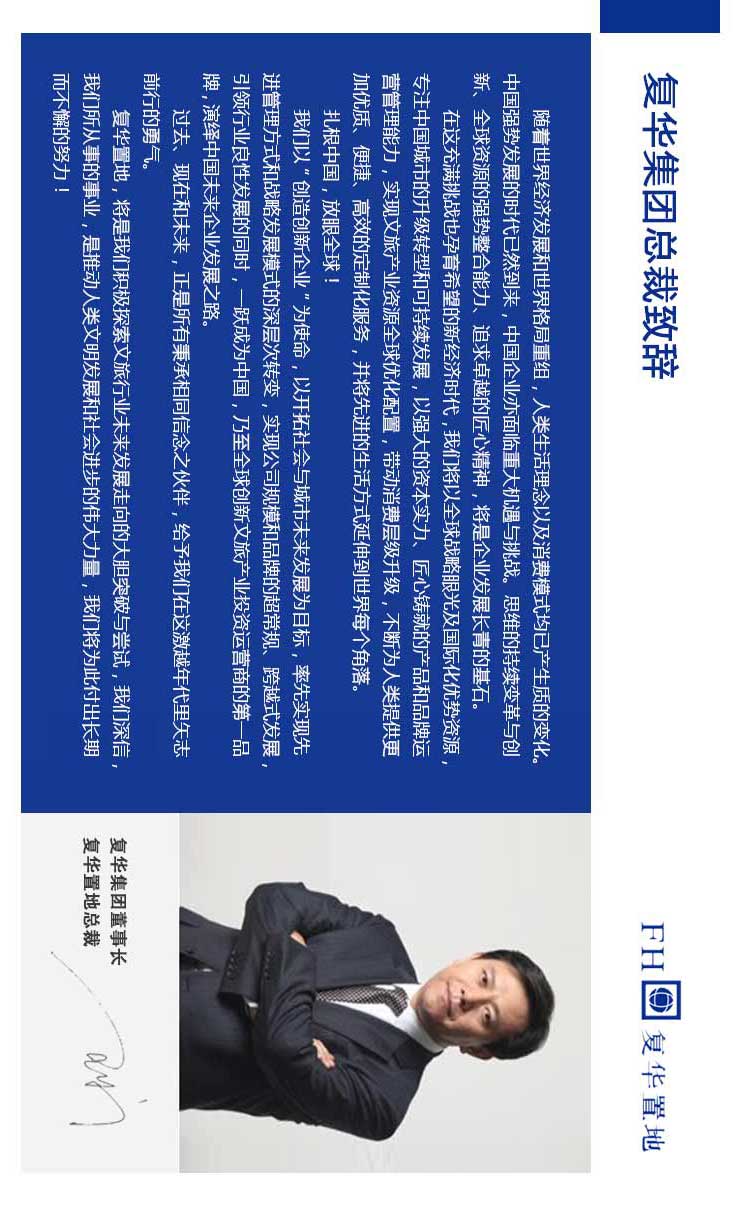 复华集团总裁致辞
FH 复华置地
随着世界经济发展和世界格局重组，人类生活理念以及消费模式均已产生质的变化。
中国强势发展的时代已然到来，中国企业亦面临重大机遇与挑战。思维的持续变革与创
新、全球资源的强势整合能力、追求卓越的匠心精神，将是企业发展长青的基石。
在这充满挑战也孕育希望的新经济时代，我们将以全球战略眼光及国际化优势资源，
专注中国城市的升级转型和可持续发展，以强大的资本实力、匠心铸就的产品和品牌运
营管理能力，实现文旅产业资源全球优化配置，带动消费层级升级，不断为人类提供更
加优质、便捷、高效的定制化服务，并将先进的生活方式延伸到世界每个角落。
扎根中国，放眼全球！
我们以“创造创新企业”为使命，以开拓社会与城市未来发展为目标，率先实现先
进管理方式和战略发展模式的深层次转变，实现公司规模和品牌的超常规、跨越式发展，
引领行业良性发展的同时，一跃成为中国，乃至全球创新文旅产业投资运营商的第一品
牌，演绎中国未来企业发展之路。
过去、现在和未来，正是所有秉承相同信念之伙伴，给予我们在这激越年代里矢志
前行的勇气。
复华置地，将是我们积极探索文旅行业未来发展走向的大胆突破与尝试，我们深信，
我们所从事的事业，是推动人类文明发展和社会进步的伟大力量，我们将为此付出长期
而不懈的努力！
复华集团董事长
复华置地总裁